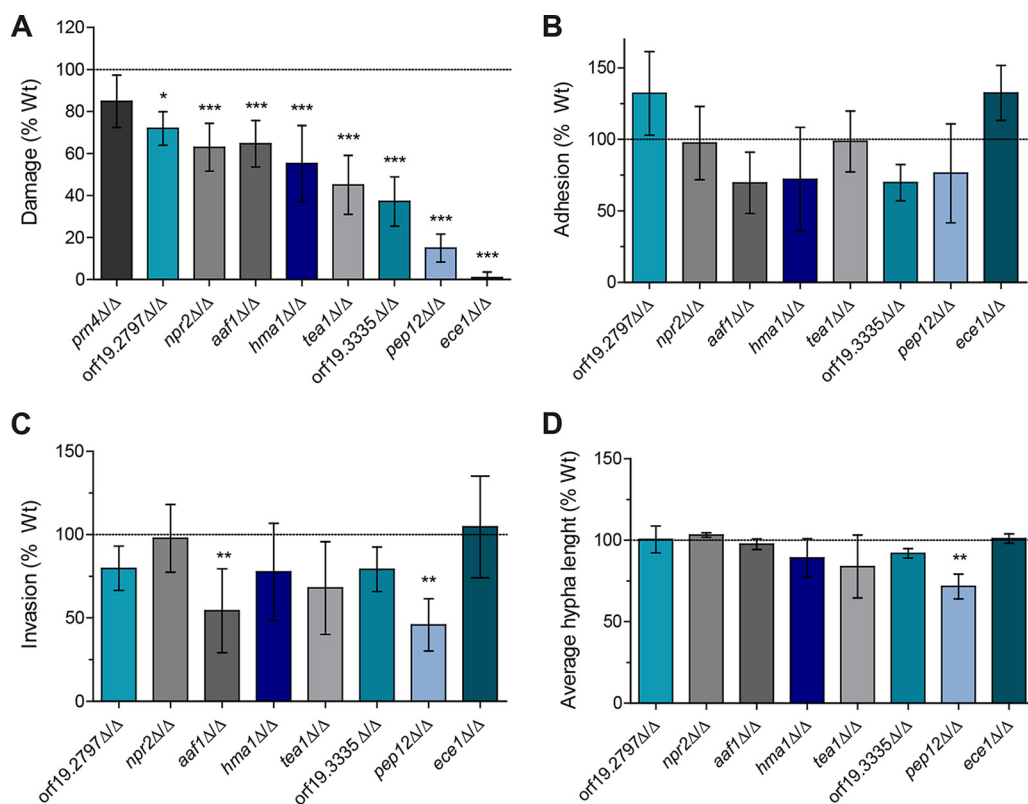 A
Damage (% Wt)
120
100
80
60
40
20
0
* *** *** *** *** *** *** ***
prn4Δ/Δ orf19.2797Δ/Δ npr2Δ/Δ aaf1Δ/Δ hma1Δ/Δ tea1Δ/Δ orf19.3335Δ/Δ pep12Δ/Δ ece1Δ/Δ
B
Adhesion (% Wt)
150
100
50
0
orf19.2797Δ/Δ npr2Δ/Δ aaf1Δ/Δ hma1Δ/Δ tea1Δ/Δ orf19.3335Δ/Δ pep12Δ/Δ ece1Δ/Δ
C
Invasion (% Wt)
150
100
50
0
** **
orf19.2797Δ/Δ npr2Δ/Δ aaf1Δ/Δ hma1Δ/Δ tea1Δ/Δ orf19.3335Δ/Δ pep12Δ/Δ ece1Δ/Δ
D
Average hypha lenght (% Wt)
150
100
50
0
**
orf19.2797Δ/Δ npr2Δ/Δ aaf1Δ/Δ hma1Δ/Δ tea1Δ/Δ orf19.3335Δ/Δ pep12Δ/Δ ece1Δ/Δ